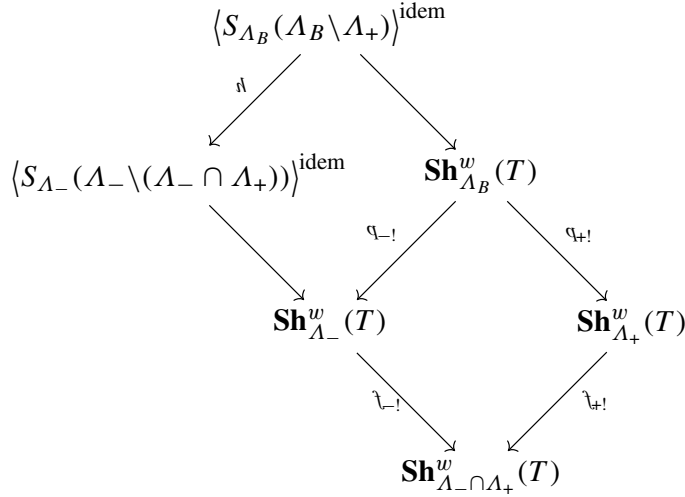 ⟨S_{Λ_B}(Λ_B\Λ_+)⟩^{idem}
⟨S_{Λ_−}(Λ_−\(Λ_− ∩ Λ_+))⟩^{idem} Sh^w_{Λ_B}(T)
Sh^w_{Λ_−}(T) Sh^w_{Λ_+}(T)
Sh^w_{Λ_−∩Λ_+}(T)